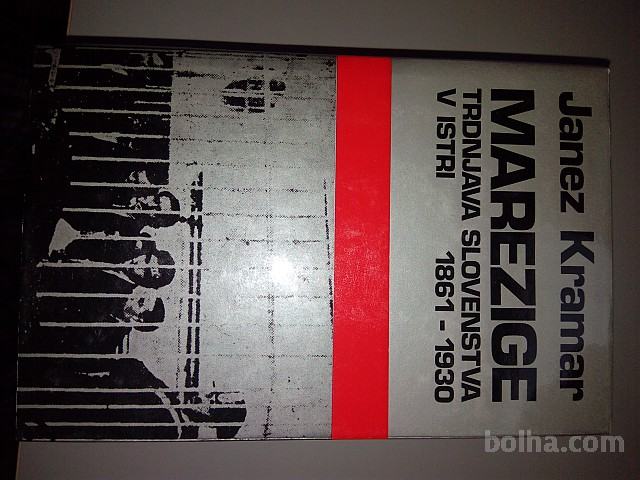 Janez Kramar
MAREZIGE
TRDNJAVA SLOVENSTVA
V ISTRI 1861 - 1930
bolha.com